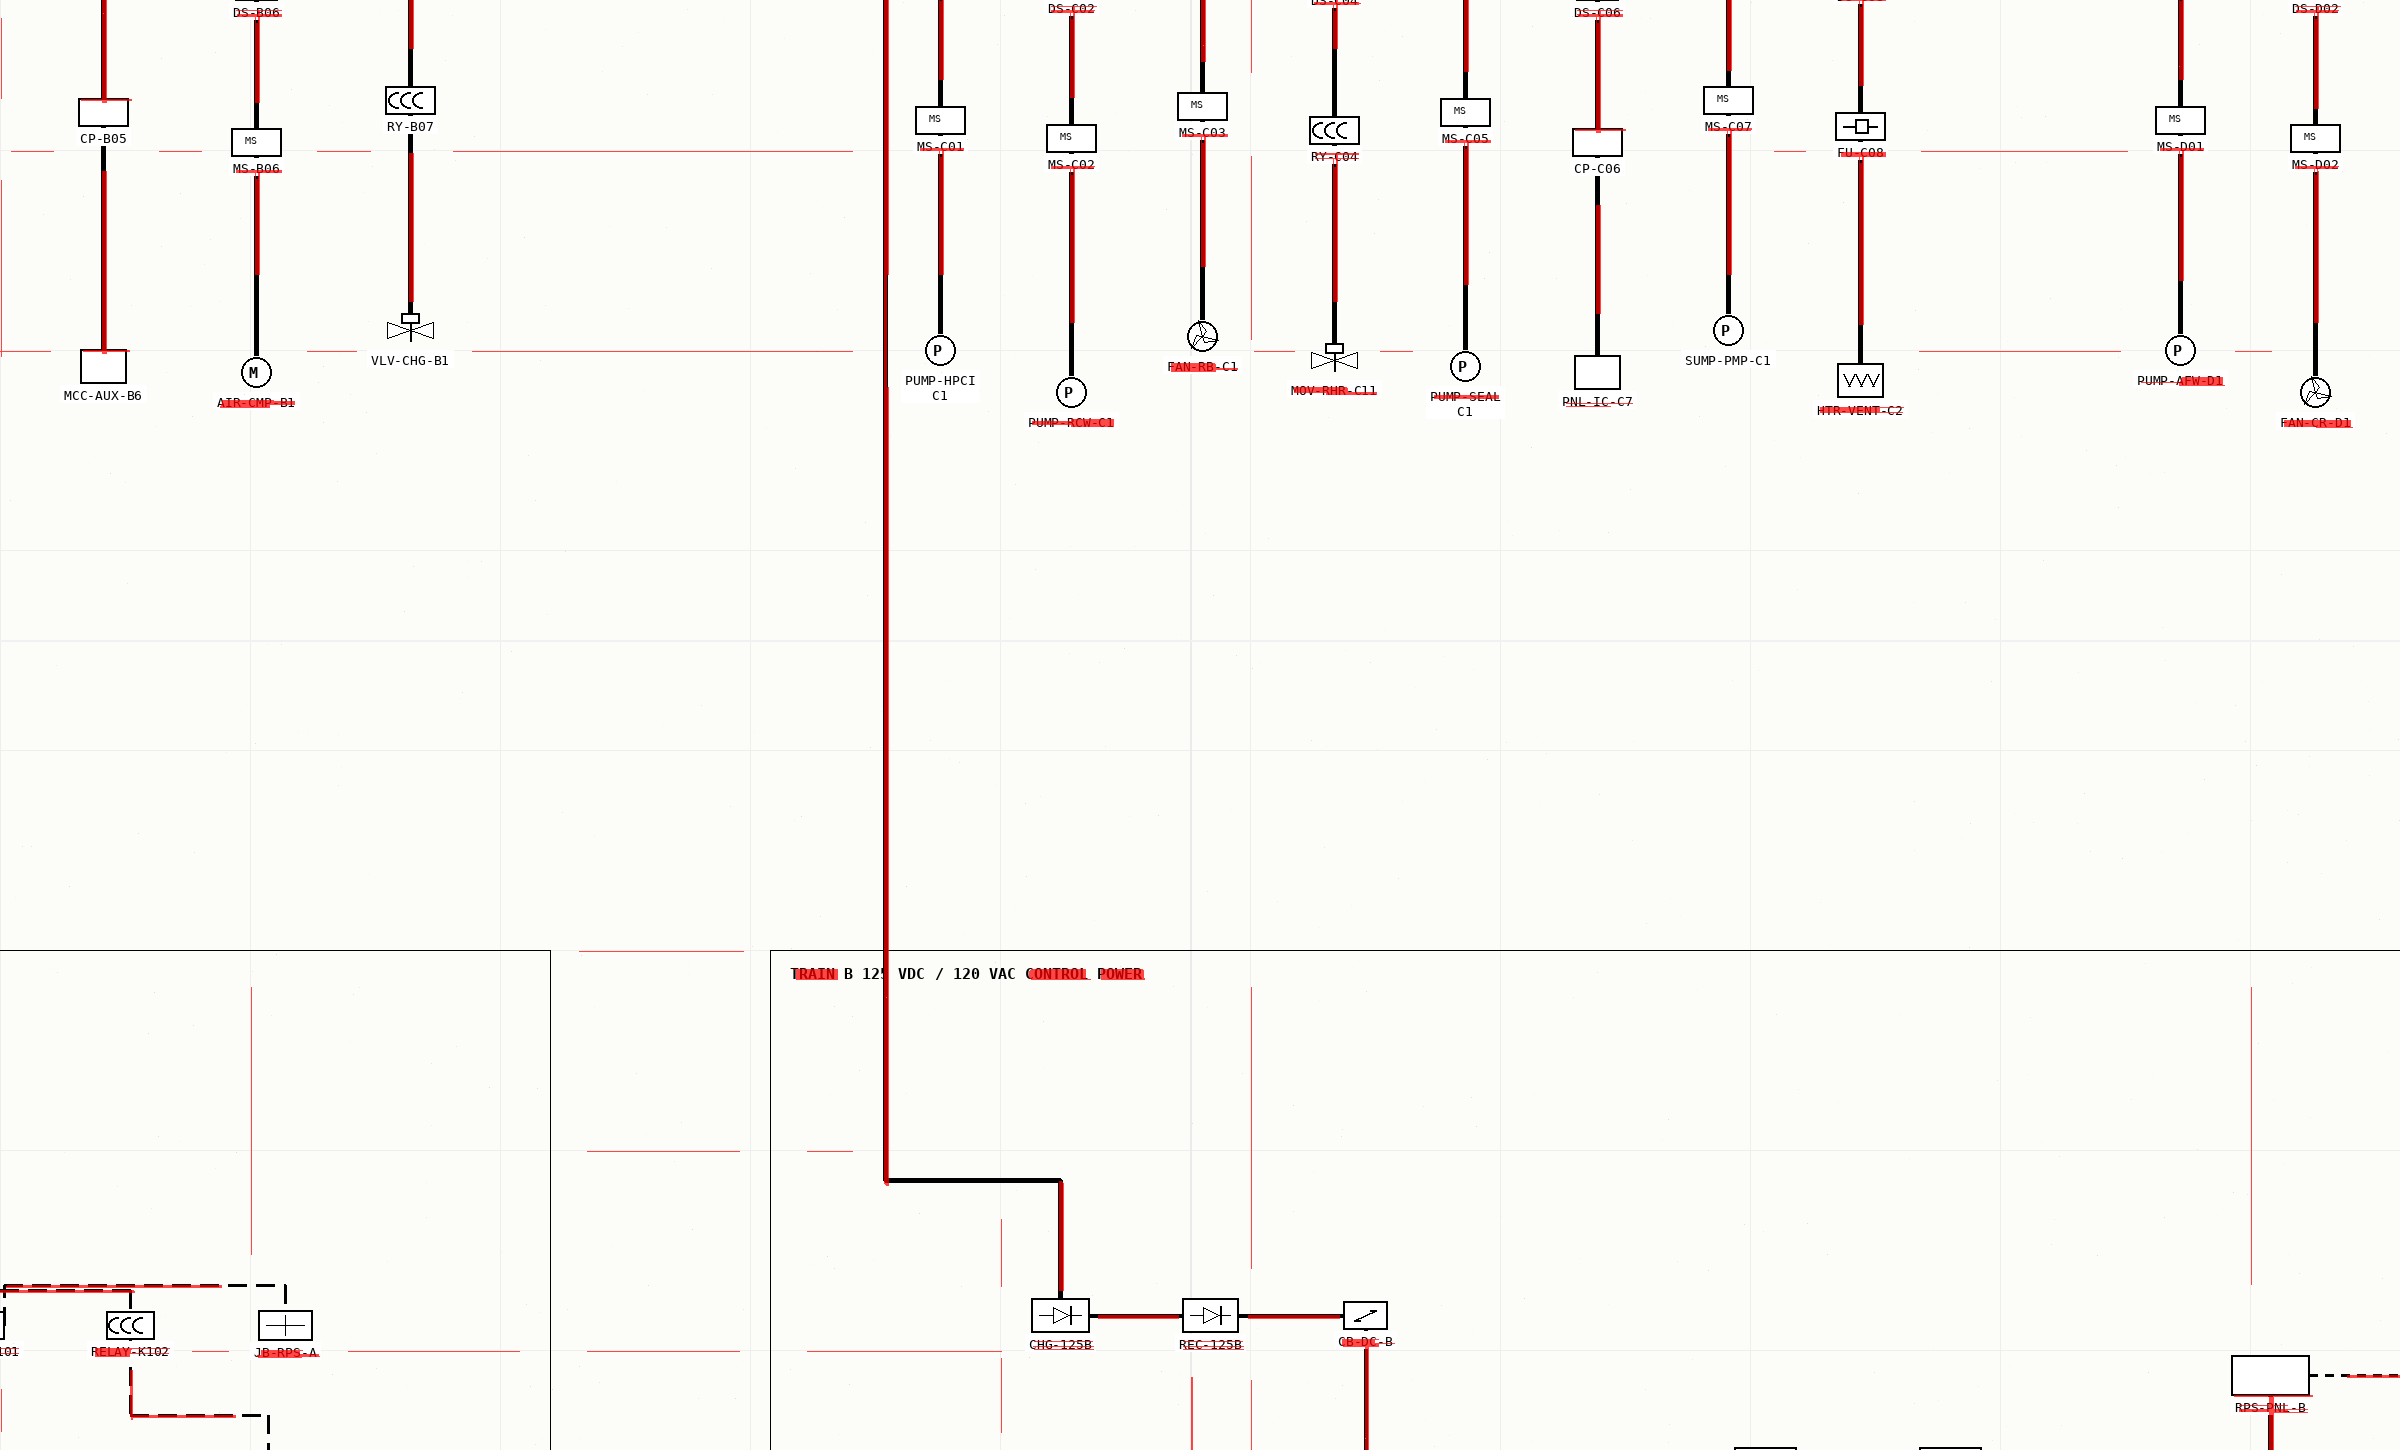 DS-B06
DS-C02
DS-C04
DS-C06
DS-D02
CP-B05
MS
MS-B06
RY-B07
MS
MS-C01
MS
MS-C02
MS
MS-C03
RY-C04
MS
MS-C05
CP-C06
MS
MS-C07
FU-C08
MS
MS-D01
MS
MS-D02
MCC-AUX-B6
M
AIR-CMP-B1
VLV-CHG-B1
P
PUMP-HPCI
C1
P
PUMP-RCW-C1
FAN-RB-C1
MOV-RHR-C11
P
PUMP-SEAL
C1
PNL-IC-C7
P
SUMP-PMP-C1
HTR-VENT-C2
P
PUMP-AFW-D1
FAN-CR-D1
TRAIN B 125 VDC / 120 VAC CONTROL POWER
101
RELAY-K102
JB-RPS-A
CHG-125B
REC-125B
CB-DC-B
RPS-PNL-B